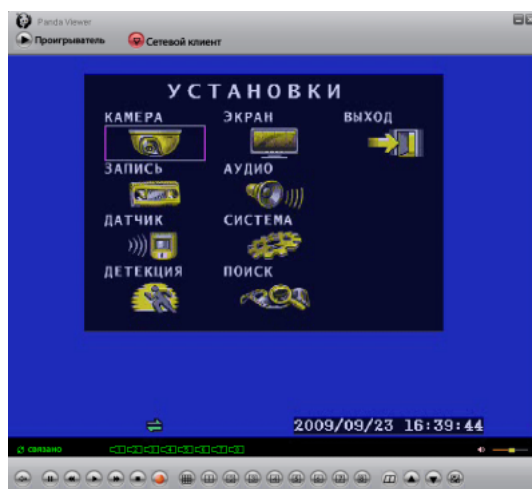 Panda Viewer
Проигрыватель Сетевой клиент
УСТАНОВКИ
КАМЕРА ЭКРАН ВЫХОД
ЗАПИСЬ АУДИО
ДАТЧИК СИСТЕМА
ДЕТЕКЦИЯ ПОИСК
2009/09/23 16:39:44
связано